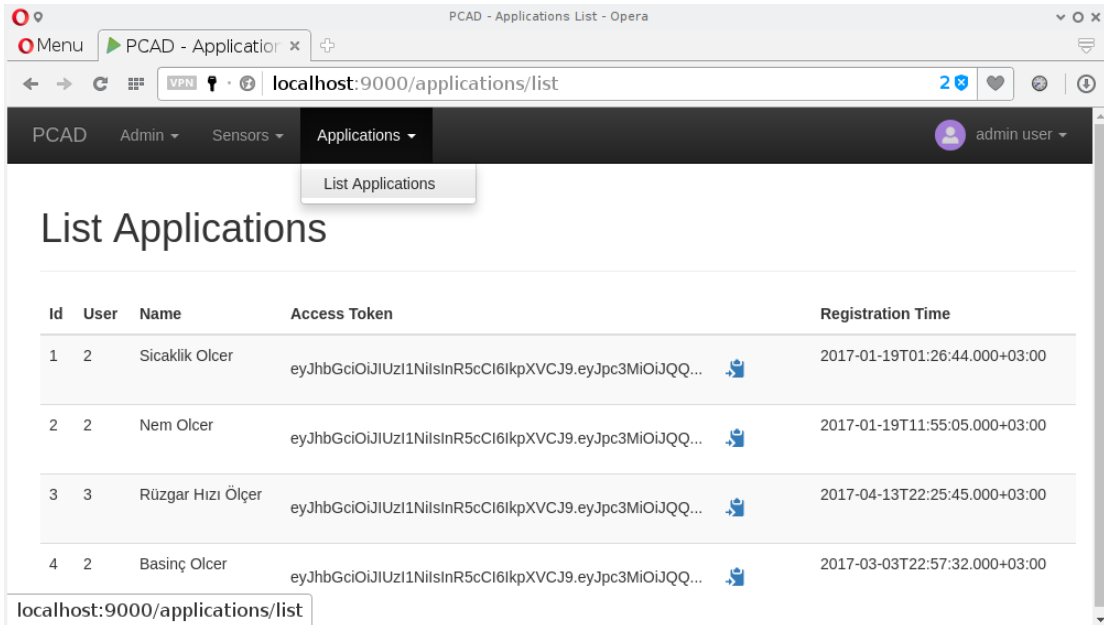 PCAD - Applications List - Opera
Menu PCAD - Application
VPN localhost:9000/applications/list 2
PCAD Admin Sensors Applications admin user
List Applications
List Applications
Id User Name Access Token Registration Time
1 2 Sicaklik Olcer eyJhbGciOiJIUzI1NiIsInR5cCI6IkpXVCJ9.eyJpc3MiOiJQQ... 2017-01-19T01:26:44.000+03:00
2 2 Nem Olcer eyJhbGciOiJIUzI1NiIsInR5cCI6IkpXVCJ9.eyJpc3MiOiJQQ... 2017-01-19T11:55:05.000+03:00
3 3 Rüzgar Hızı Ölçer eyJhbGciOiJIUzI1NiIsInR5cCI6IkpXVCJ9.eyJpc3MiOiJQQ... 2017-04-13T22:25:45.000+03:00
4 2 Basinç Olcer eyJhbGciOiJIUzI1NiIsInR5cCI6IkpXVCJ9.eyJpc3MiOiJQQ... 2017-03-03T22:57:32.000+03:00
localhost:9000/applications/list